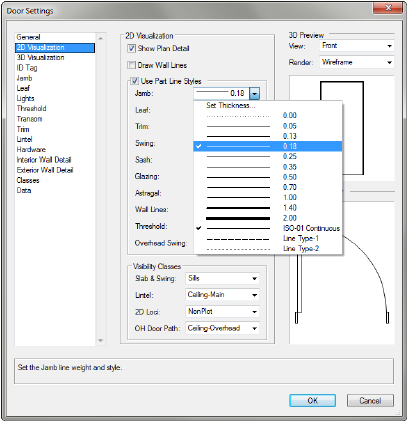 Door Settings
General
2D Visualization
3D Visualization
ID Tag
Jamb
Leaf
Lights
Threshold
Transom
Trim
Lintel
Hardware
Interior Wall Detail
Exterior Wall Detail
Classes
Data
2D Visualization
Show Plan Detail
Draw Wall Lines
Use Part Line Styles
Jamb: 0.18
Leaf:
Trim:
Swing:
Sash:
Glazing:
Astragal:
Wall Lines:
Threshold:
Overhead Swing:
Set Thickness...
0.00
0.05
0.13
0.18
0.25
0.35
0.50
0.70
1.00
1.40
2.00
ISO-01 Continuous
Line Type-1
Line Type-2
Visibility Classes
Slab & Swing: Sills
Lintel: Ceiling-Main
2D Loci: NonPlot
OH Door Path: Ceiling-Overhead
3D Preview
View: Front
Render: Wireframe
Set the Jamb line weight and style.
OK Cancel